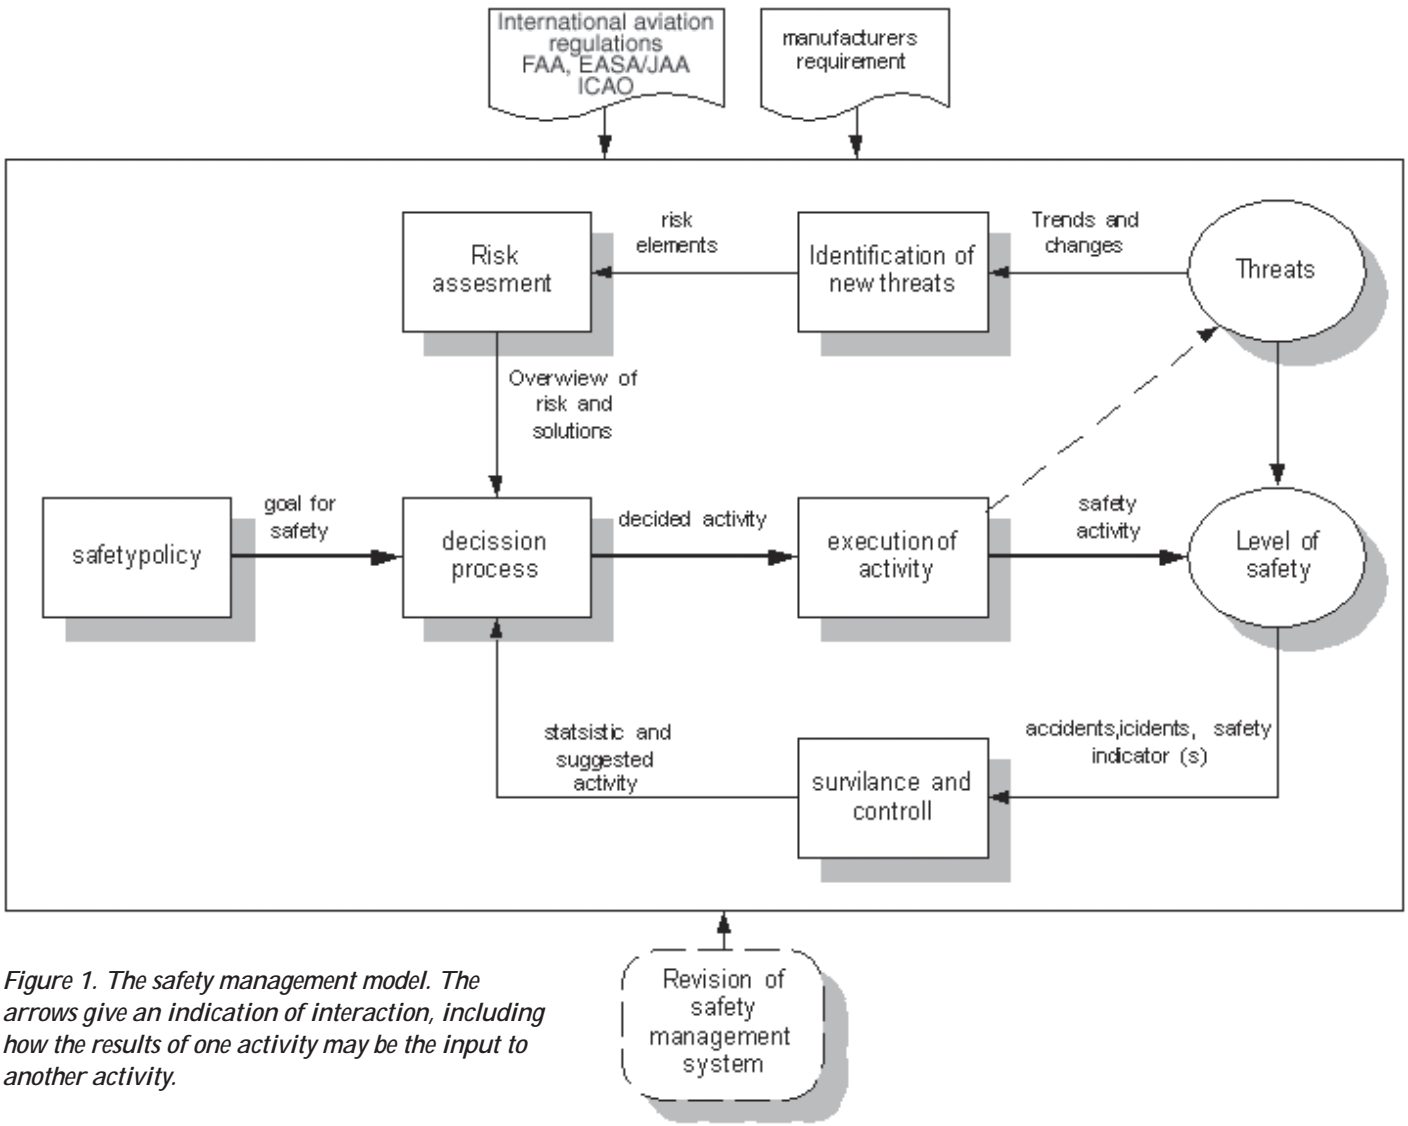 International aviation
regulations
FAA, EASA/JAA
ICAO
manufacturers
requirement
Risk
assesment
risk
elements
Identification of
new threats
Trends and
changes
Threats
Overwiew of
risk and
solutions
safetypolicy
goal for
safety
decission
process
decided activity
execution of
activity
safety
activity
Level of
safety
statsistic and
suggested
activity
survilance and
controll
accidents,icidents, safety
indicator (s)
Revision of
safety
management
system
Figure 1. The safety management model. The
arrows give an indication of interaction, including
how the results of one activity may be the input to
another activity.